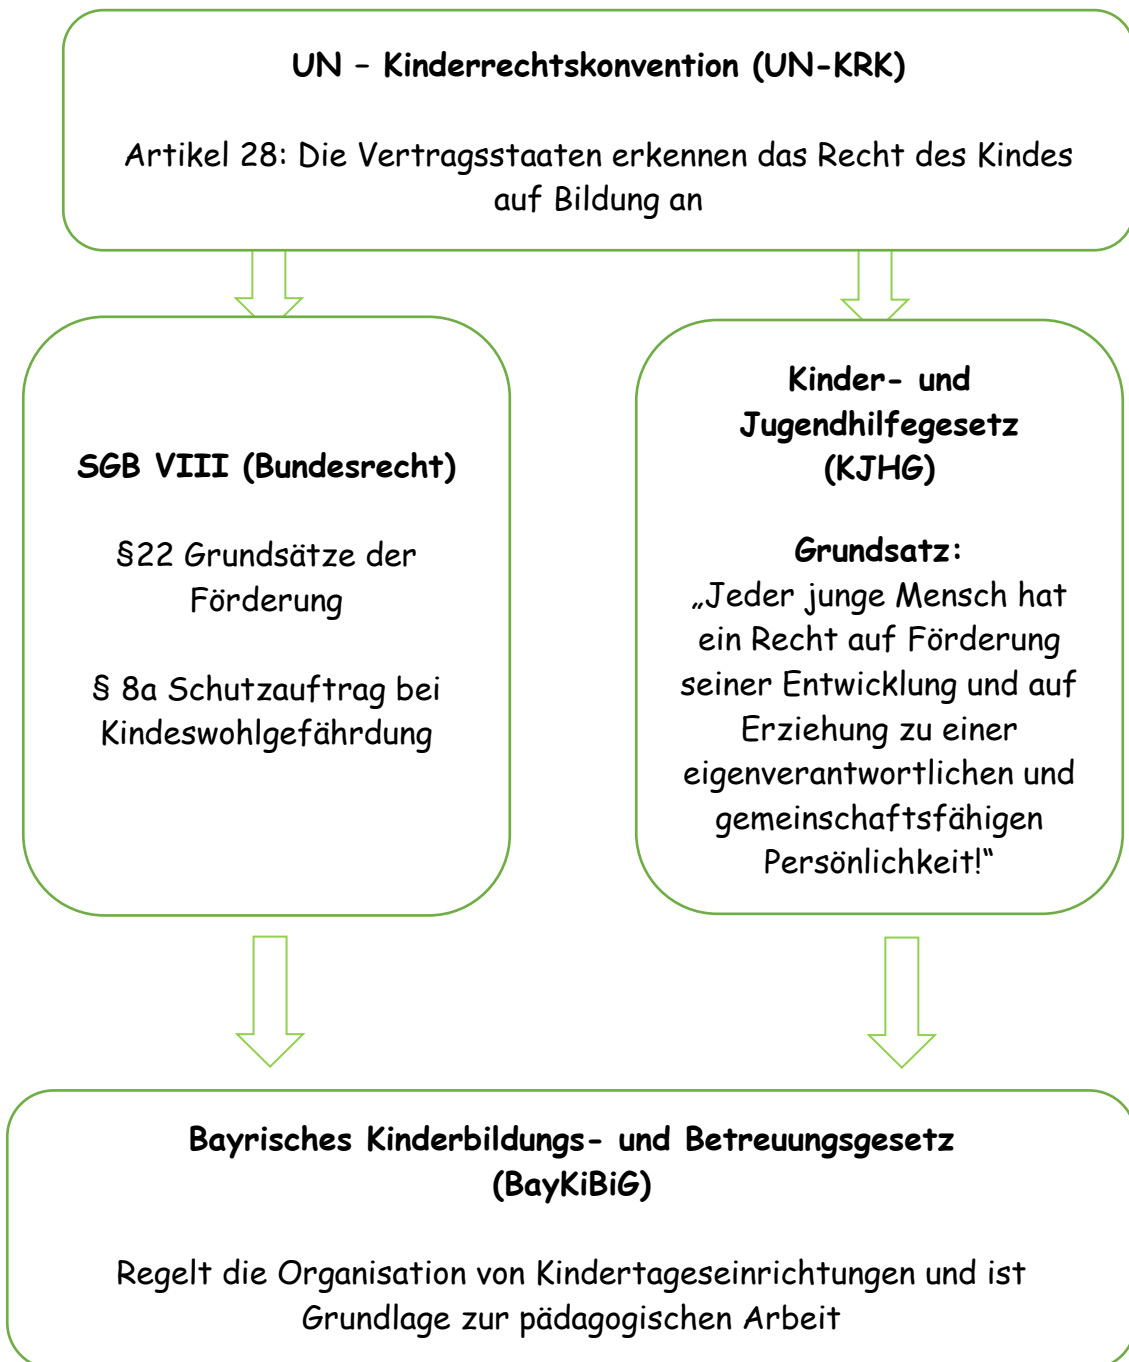 UN – Kinderrechtskonvention (UN-KRK)
Artikel 28: Die Vertragsstaaten erkennen das Recht des Kindes
auf Bildung an
SGB VIII (Bundesrecht)
§22 Grundsätze der
Förderung
§ 8a Schutzauftrag bei
Kindeswohlgefährdung
Kinder- und
Jugendhilfegesetz
(KJHG)
Grundsatz:
„Jeder junge Mensch hat
ein Recht auf Förderung
seiner Entwicklung und auf
Erziehung zu einer
eigenverantwortlichen und
gemeinschaftsfähigen
Persönlichkeit!“
Bayrisches Kinderbildungs- und Betreuungsgesetz
(BayKiBiG)
Regelt die Organisation von Kindertageseinrichtungen und ist
Grundlage zur pädagogischen Arbeit